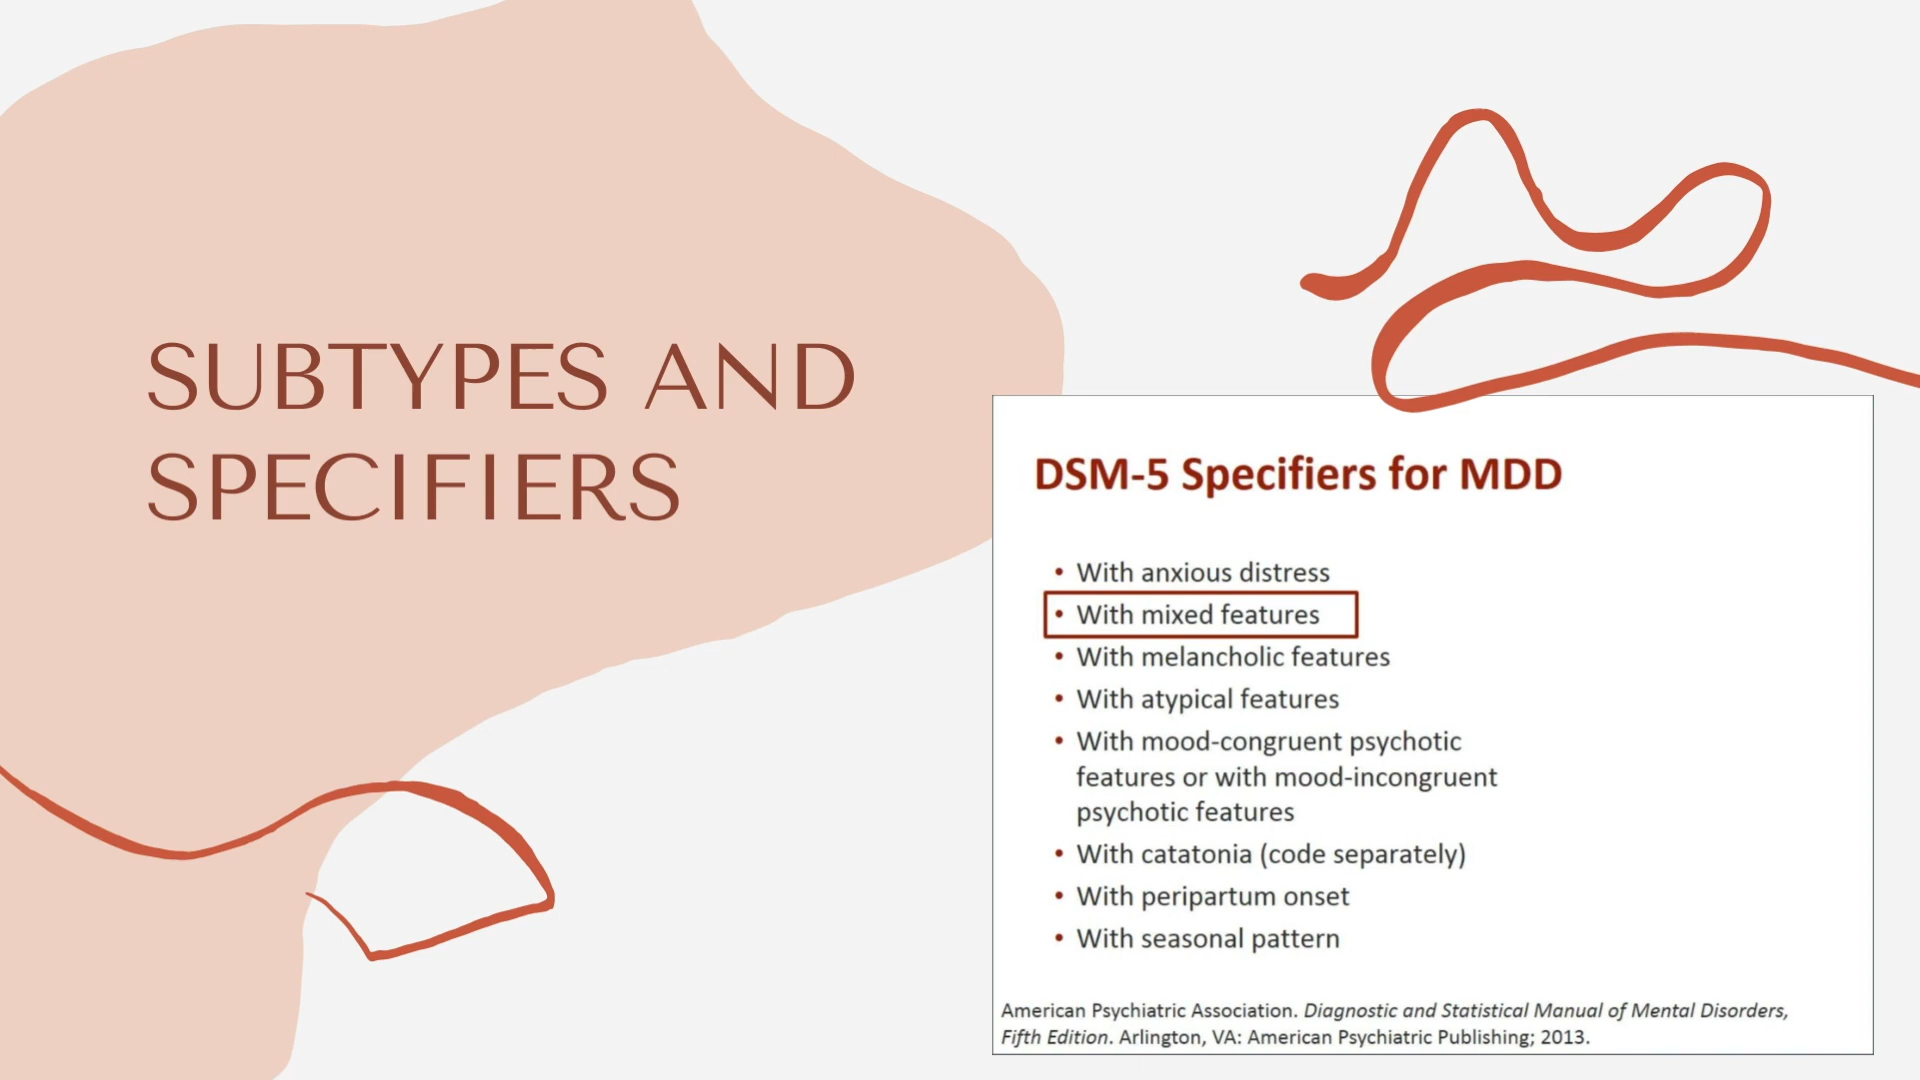 SUBTYPES AND
SPECIFIERS
DSM-5 Specifiers for MDD
• With anxious distress
• With mixed features
• With melancholic features
• With atypical features
• With mood-congruent psychotic
features or with mood-incongruent
psychotic features
• With catatonia (code separately)
• With peripartum onset
• With seasonal pattern
American Psychiatric Association. Diagnostic and Statistical Manual of Mental Disorders,
Fifth Edition. Arlington, VA: American Psychiatric Publishing; 2013.